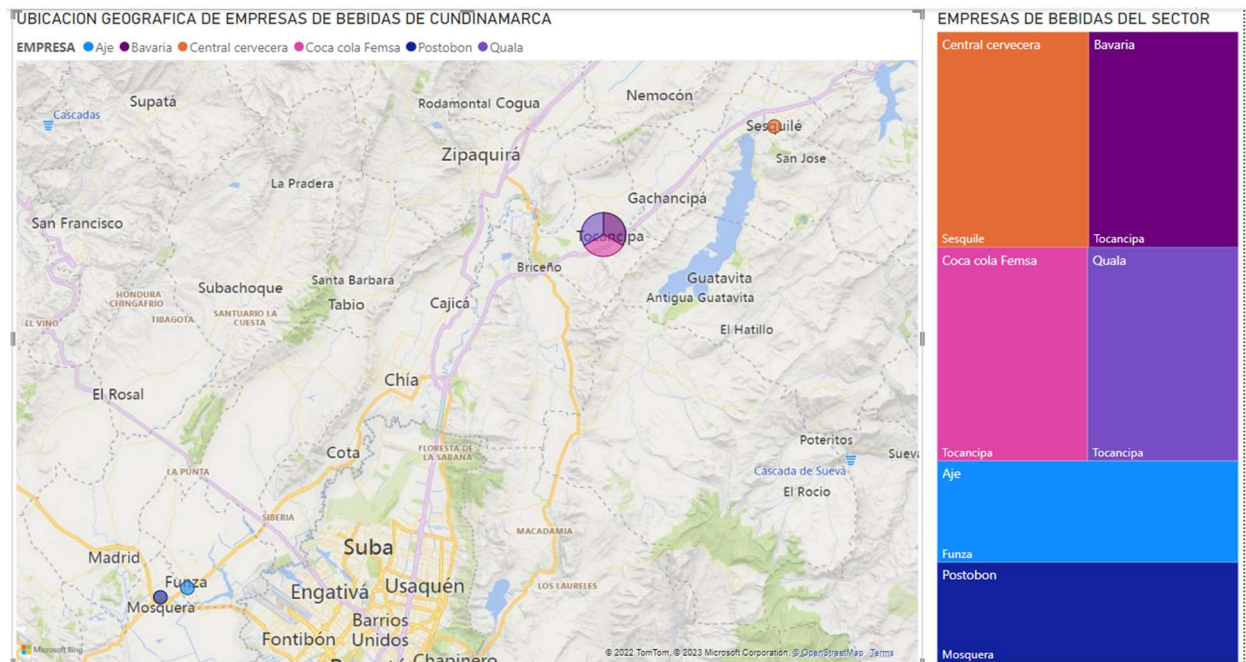 UBICACION GEOGRAFICA DE EMPRESAS DE BEBIDAS DE CUNDINAMARCA
EMPRESA Aje Bavaria Central cervecera Coca cola Femsa Postobon Quala
Supatá
Cascadas
Rodamontal Cogua
Nemocón
Sesquilé
San Jose
Zipaquirá
La Pradera
Gachancipá
San Francisco
Tocancipa
Briceño
Guatavita
Antigua Guatavita
Santa Barbara
Subachoque
Tabio
Cajicá
HONDURA
CHINGAFRIO
TIBAGOTA
SANTUARIO LA
CUESTA
EL VINO
El Hatillo
Chía
El Rosal
Cota
FLORESTA DE
LA SABANA
Poteritos
Sueva
Cascada de Sueva
El Rocio
LA PUNTA
SIBERIA
MACADAMIA
Suba
Madrid
Funza
Mosquera
Engativá
Usaquén
LOS LAURELES
Barrios
Unidos
Fontibón
Chapinero
Microsoft Bing
© 2022 TomTom, © 2023 Microsoft Corporation, © OpenStreetMap Terms
EMPRESAS DE BEBIDAS DEL SECTOR
Central cervecera
Sesquile
Bavaria
Tocancipa
Coca cola Femsa
Tocancipa
Quala
Tocancipa
Aje
Funza
Postobon
Mosquera